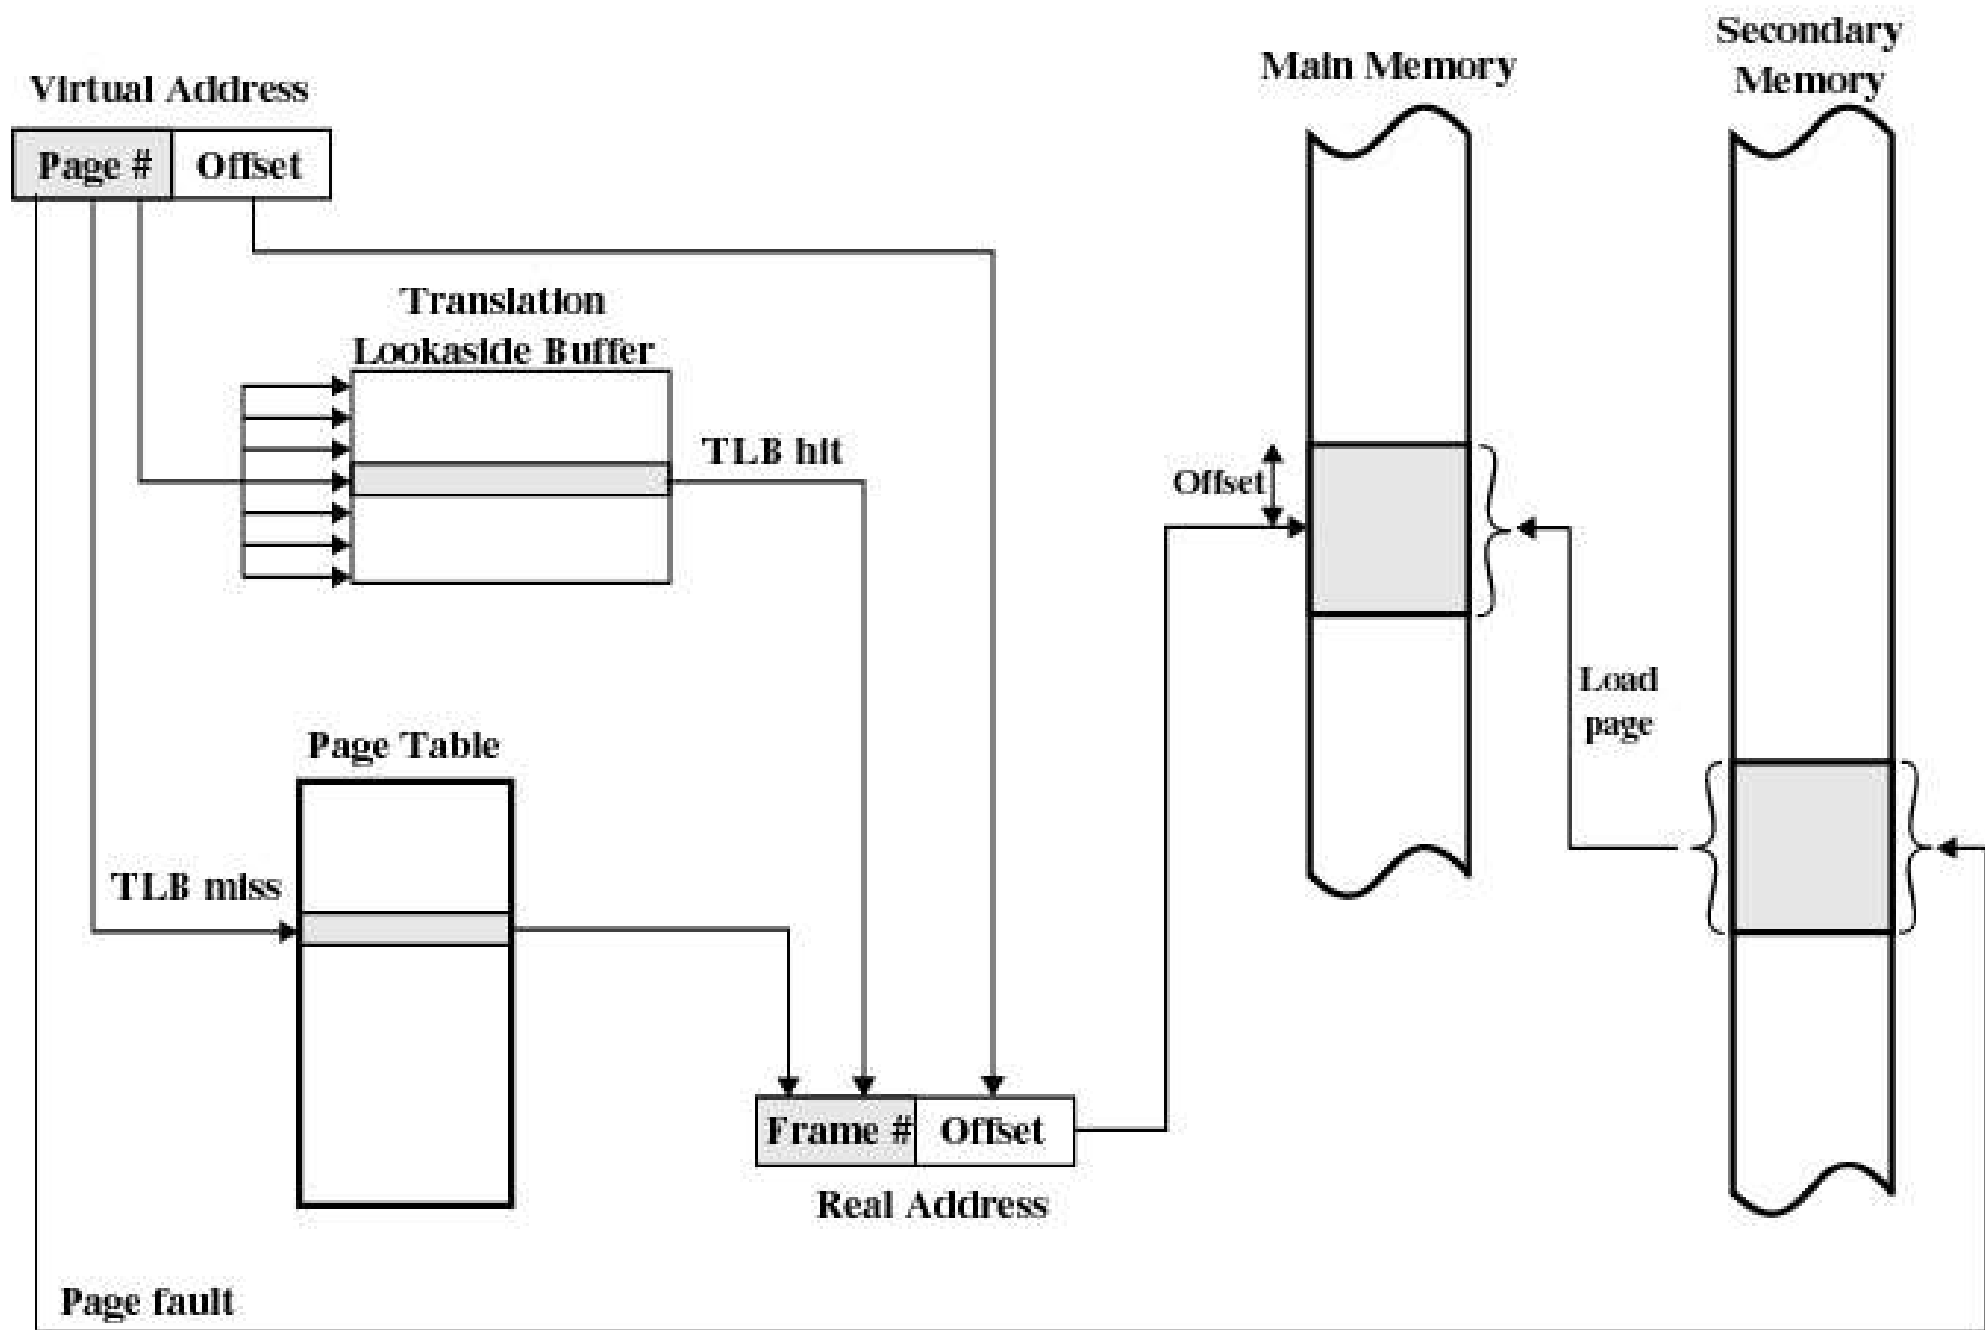 Secondary
Memory
Main Memory
Virtual Address
Page #
Offset
Translation
Lookaside Buffer
TLB hit
Offset
Load
page
Page Table
TLB miss
Frame #
Offset
Real Address
Page fault